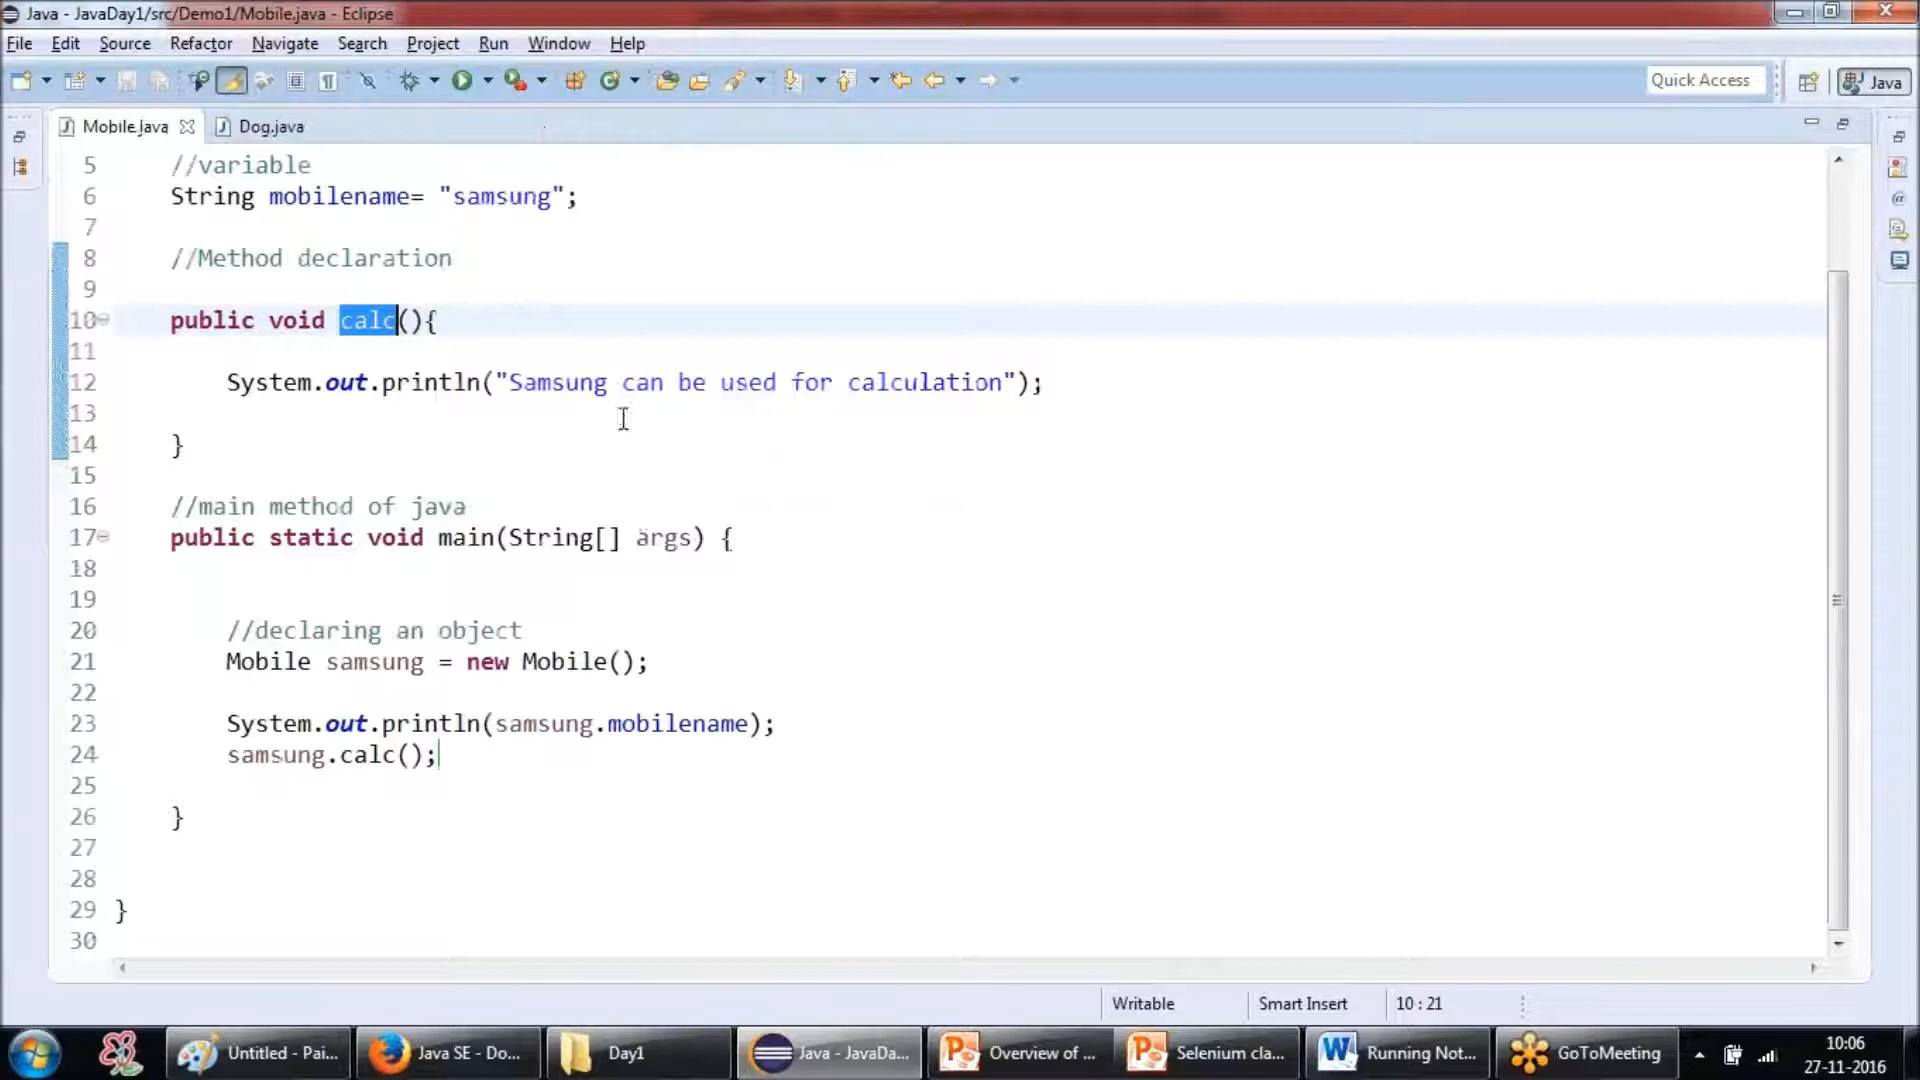 Java - JavaDay1/src/Demo1/Mobile.java - Eclipse
File Edit Source Refactor Navigate Search Project Run Window Help
Quick Access Java
Mobile.java Dog.java
5 //variable
6 String mobilename= "samsung";
7
8 //Method declaration
9
10 public void calc(){
11
12 System.out.println("Samsung can be used for calculation");
13
14 }
15
16 //main method of java
17 public static void main(String[] args) {
18
19
20 //declaring an object
21 Mobile samsung = new Mobile();
22
23 System.out.println(samsung.mobilename);
24 samsung.calc();
25
26 }
27
28
29 }
30
Writable Smart Insert 10 : 21
Untitled - Pai... Java SE - Do... Day1 Java - JavaDa... Overview of ... Selenium cla... Running Not... GoToMeeting 10:06
27-11-2016